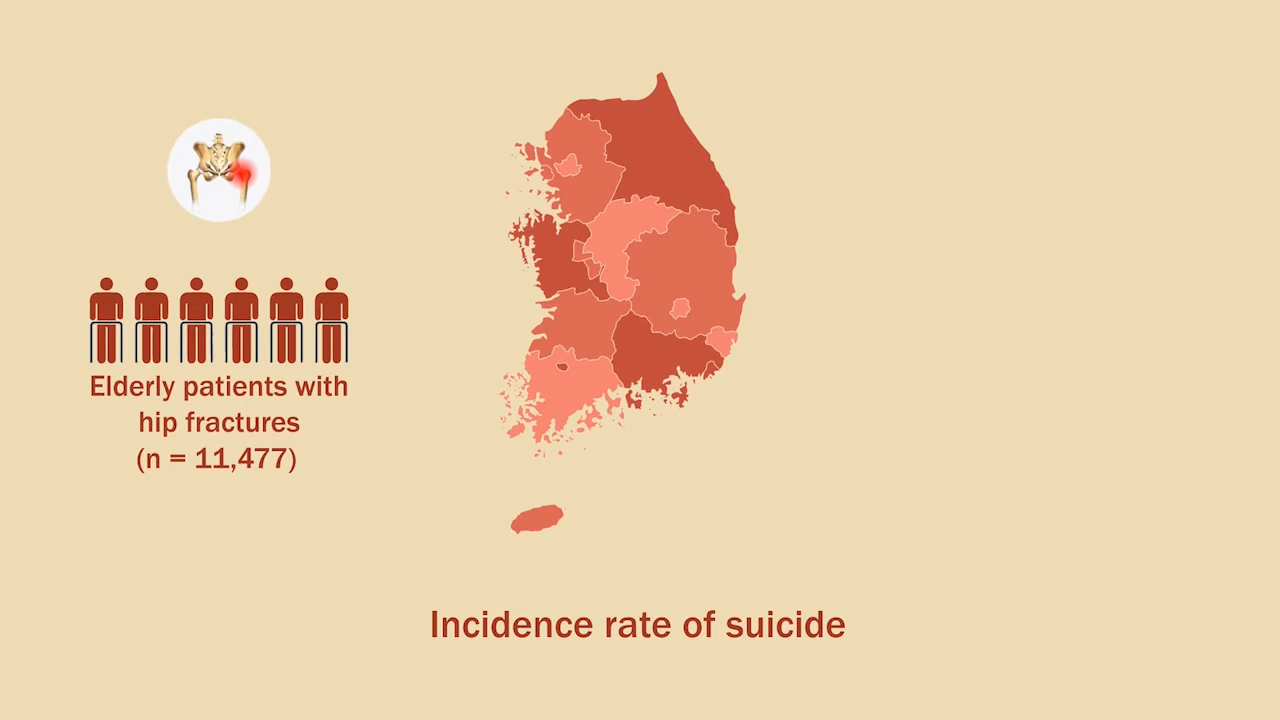 Elderly patients with
hip fractures
(n = 11,477)
Incidence rate of suicide